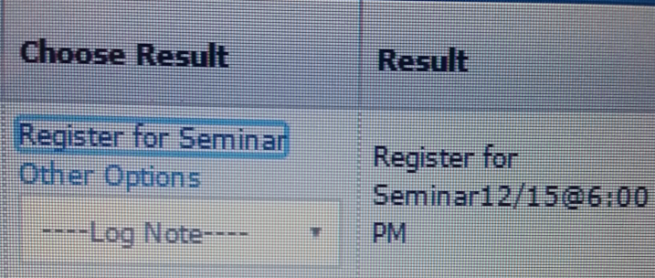 Choose Result
Result
Register for Seminar
Other Options
----Log Note----
Register for
Seminar12/15@6:00
PM